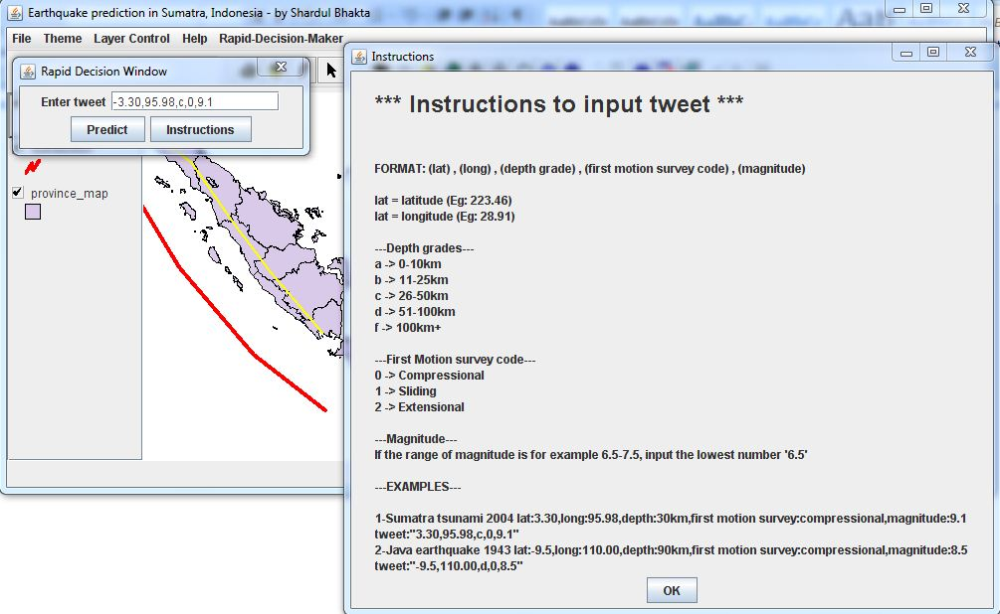 Earthquake prediction in Sumatra, Indonesia - by Shardul Bhakta
File Theme Layer Control Help Rapid-Decision-Maker
Rapid Decision Window
Enter tweet -3.30,95.98,c,0,9.1
Predict Instructions
province_map
Instructions
*** Instructions to input tweet ***
FORMAT: (lat) , (long) , (depth grade) , (first motion survey code) , (magnitude)
lat = latitude (Eg: 223.46)
lat = longitude (Eg: 28.91)
---Depth grades---
a -> 0-10km
b -> 11-25km
c -> 26-50km
d -> 51-100km
f -> 100km+
---First Motion survey code---
0 -> Compressional
1 -> Sliding
2 -> Extensional
---Magnitude---
If the range of magnitude is for example 6.5-7.5, input the lowest number '6.5'
---EXAMPLES---
1-Sumatra tsunami 2004 lat:3.30,long:95.98,depth:30km,first motion survey:compressional,magnitude:9.1
tweet:"3.30,95.98,c,0,9.1"
2-Java earthquake 1943 lat:-9.5,long:110.00,depth:90km,first motion survey:compressional,magnitude:8.5
tweet:"-9.5,110.00,d,0,8.5"
OK